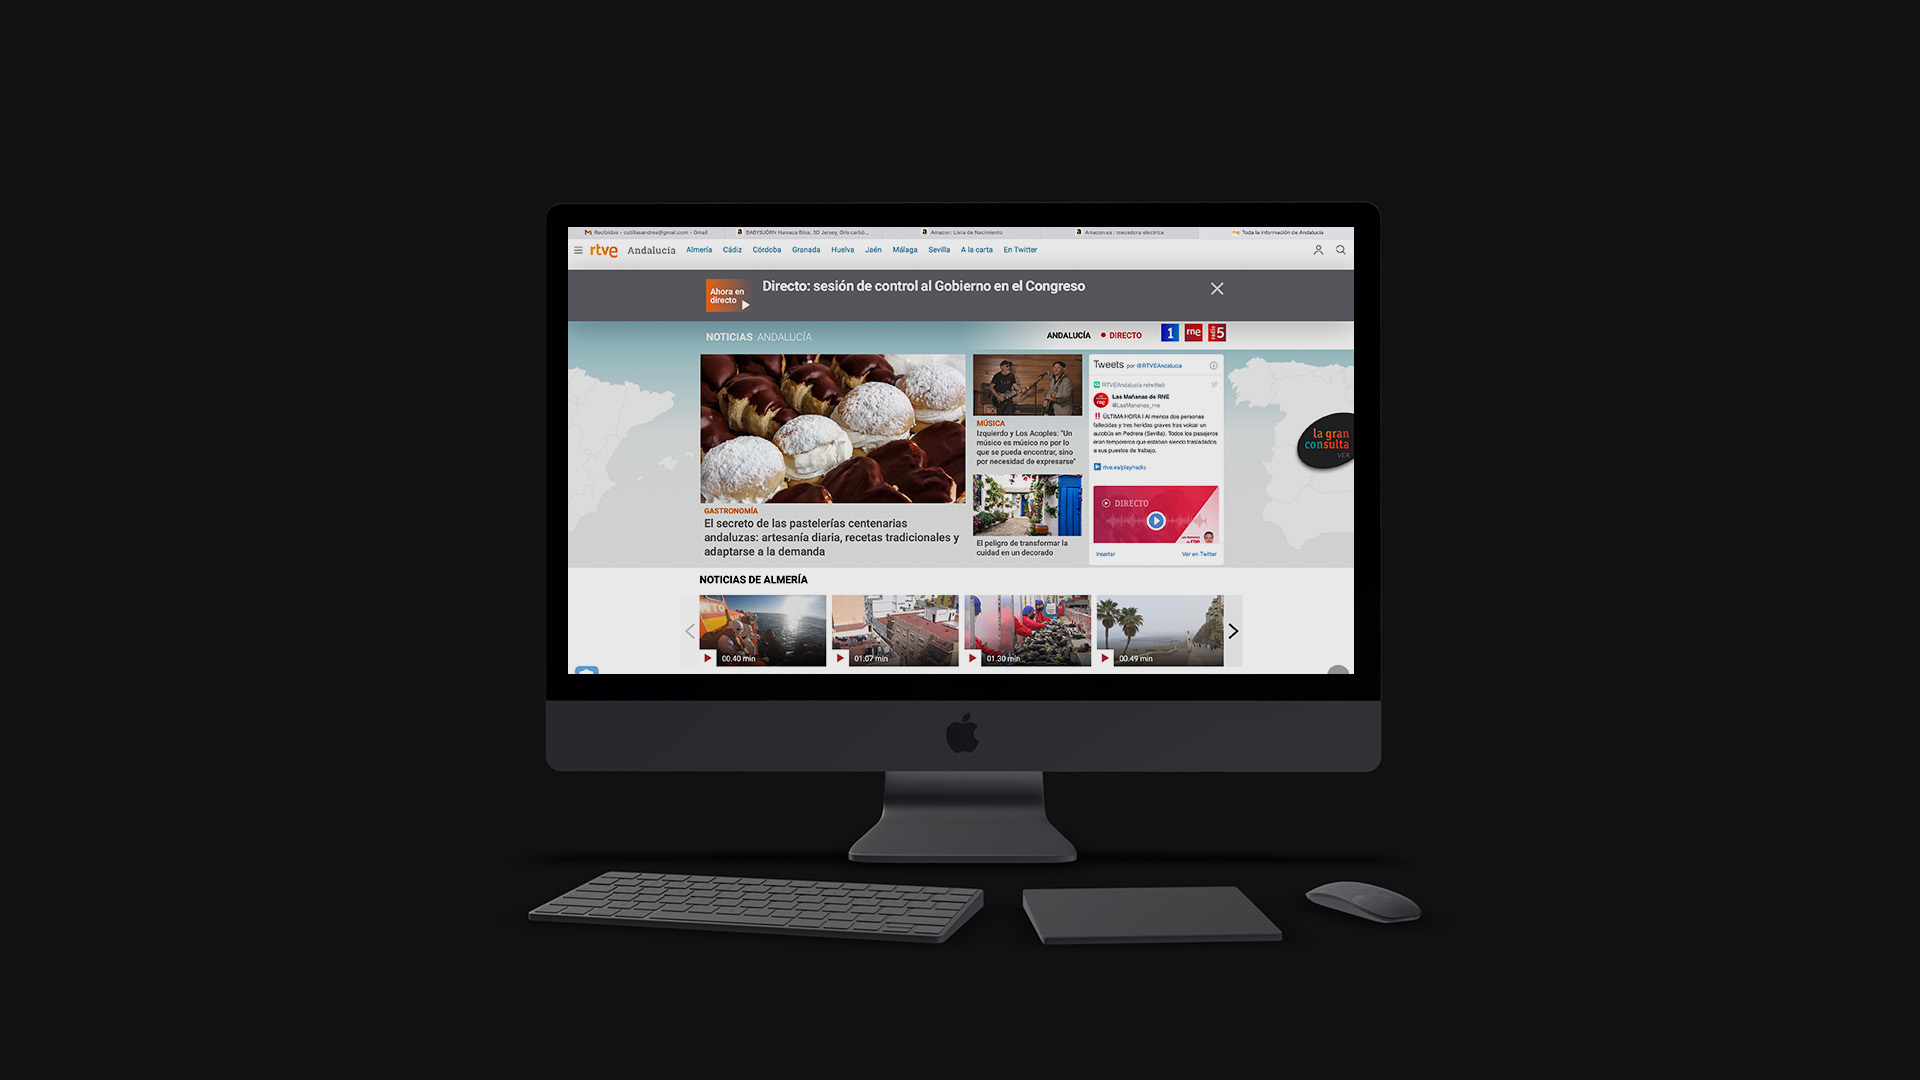 Recibidos - cutillasandrea@gmail.com - Gmail
BABYBJÖRN Hamaca Bliss, 3D Jersey, Gris carbó...
Amazon: Lista de Nacimiento
Amazon.es : mecedora electrica
Toda la información de Andalucía
rtve Andalucía Almería Cádiz Córdoba Granada Huelva Jaén Málaga Sevilla A la carta En Twitter
Ahora en
directo
Directo: sesión de control al Gobierno en el Congreso
NOTICIAS ANDALUCÍA
ANDALUCÍA DIRECTO 1 rne radio 5
GASTRONOMÍA
El secreto de las pastelerías centenarias
andaluzas: artesanía diaria, recetas tradicionales y
adaptarse a la demanda
MÚSICA
Izquierdo y Los Acoples: "Un
músico es músico no por lo
que se pueda encontrar, sino
por necesidad de expresarse"
El peligro de transformar la
cuidad en un decorado
Tweets por @RTVEAndalucia
RTVEAndalucía retwitteó
Las Mañanas de RNE
@LasMananas_rne
‼ ÚLTIMA HORA | Al menos dos personas
fallecidas y tres heridas graves tras volcar un
autobús en Pedrera (Sevilla). Todos los pasajeros
eran temporeros que estaban siendo trasladados
a sus puestos de trabajo.
rtve.es/play/radio
DIRECTO
Insertar
Ver en Twitter
la gran
consulta
VER
NOTICIAS DE ALMERÍA
00.40 min
01:07 min
01.30 min
00.49 min